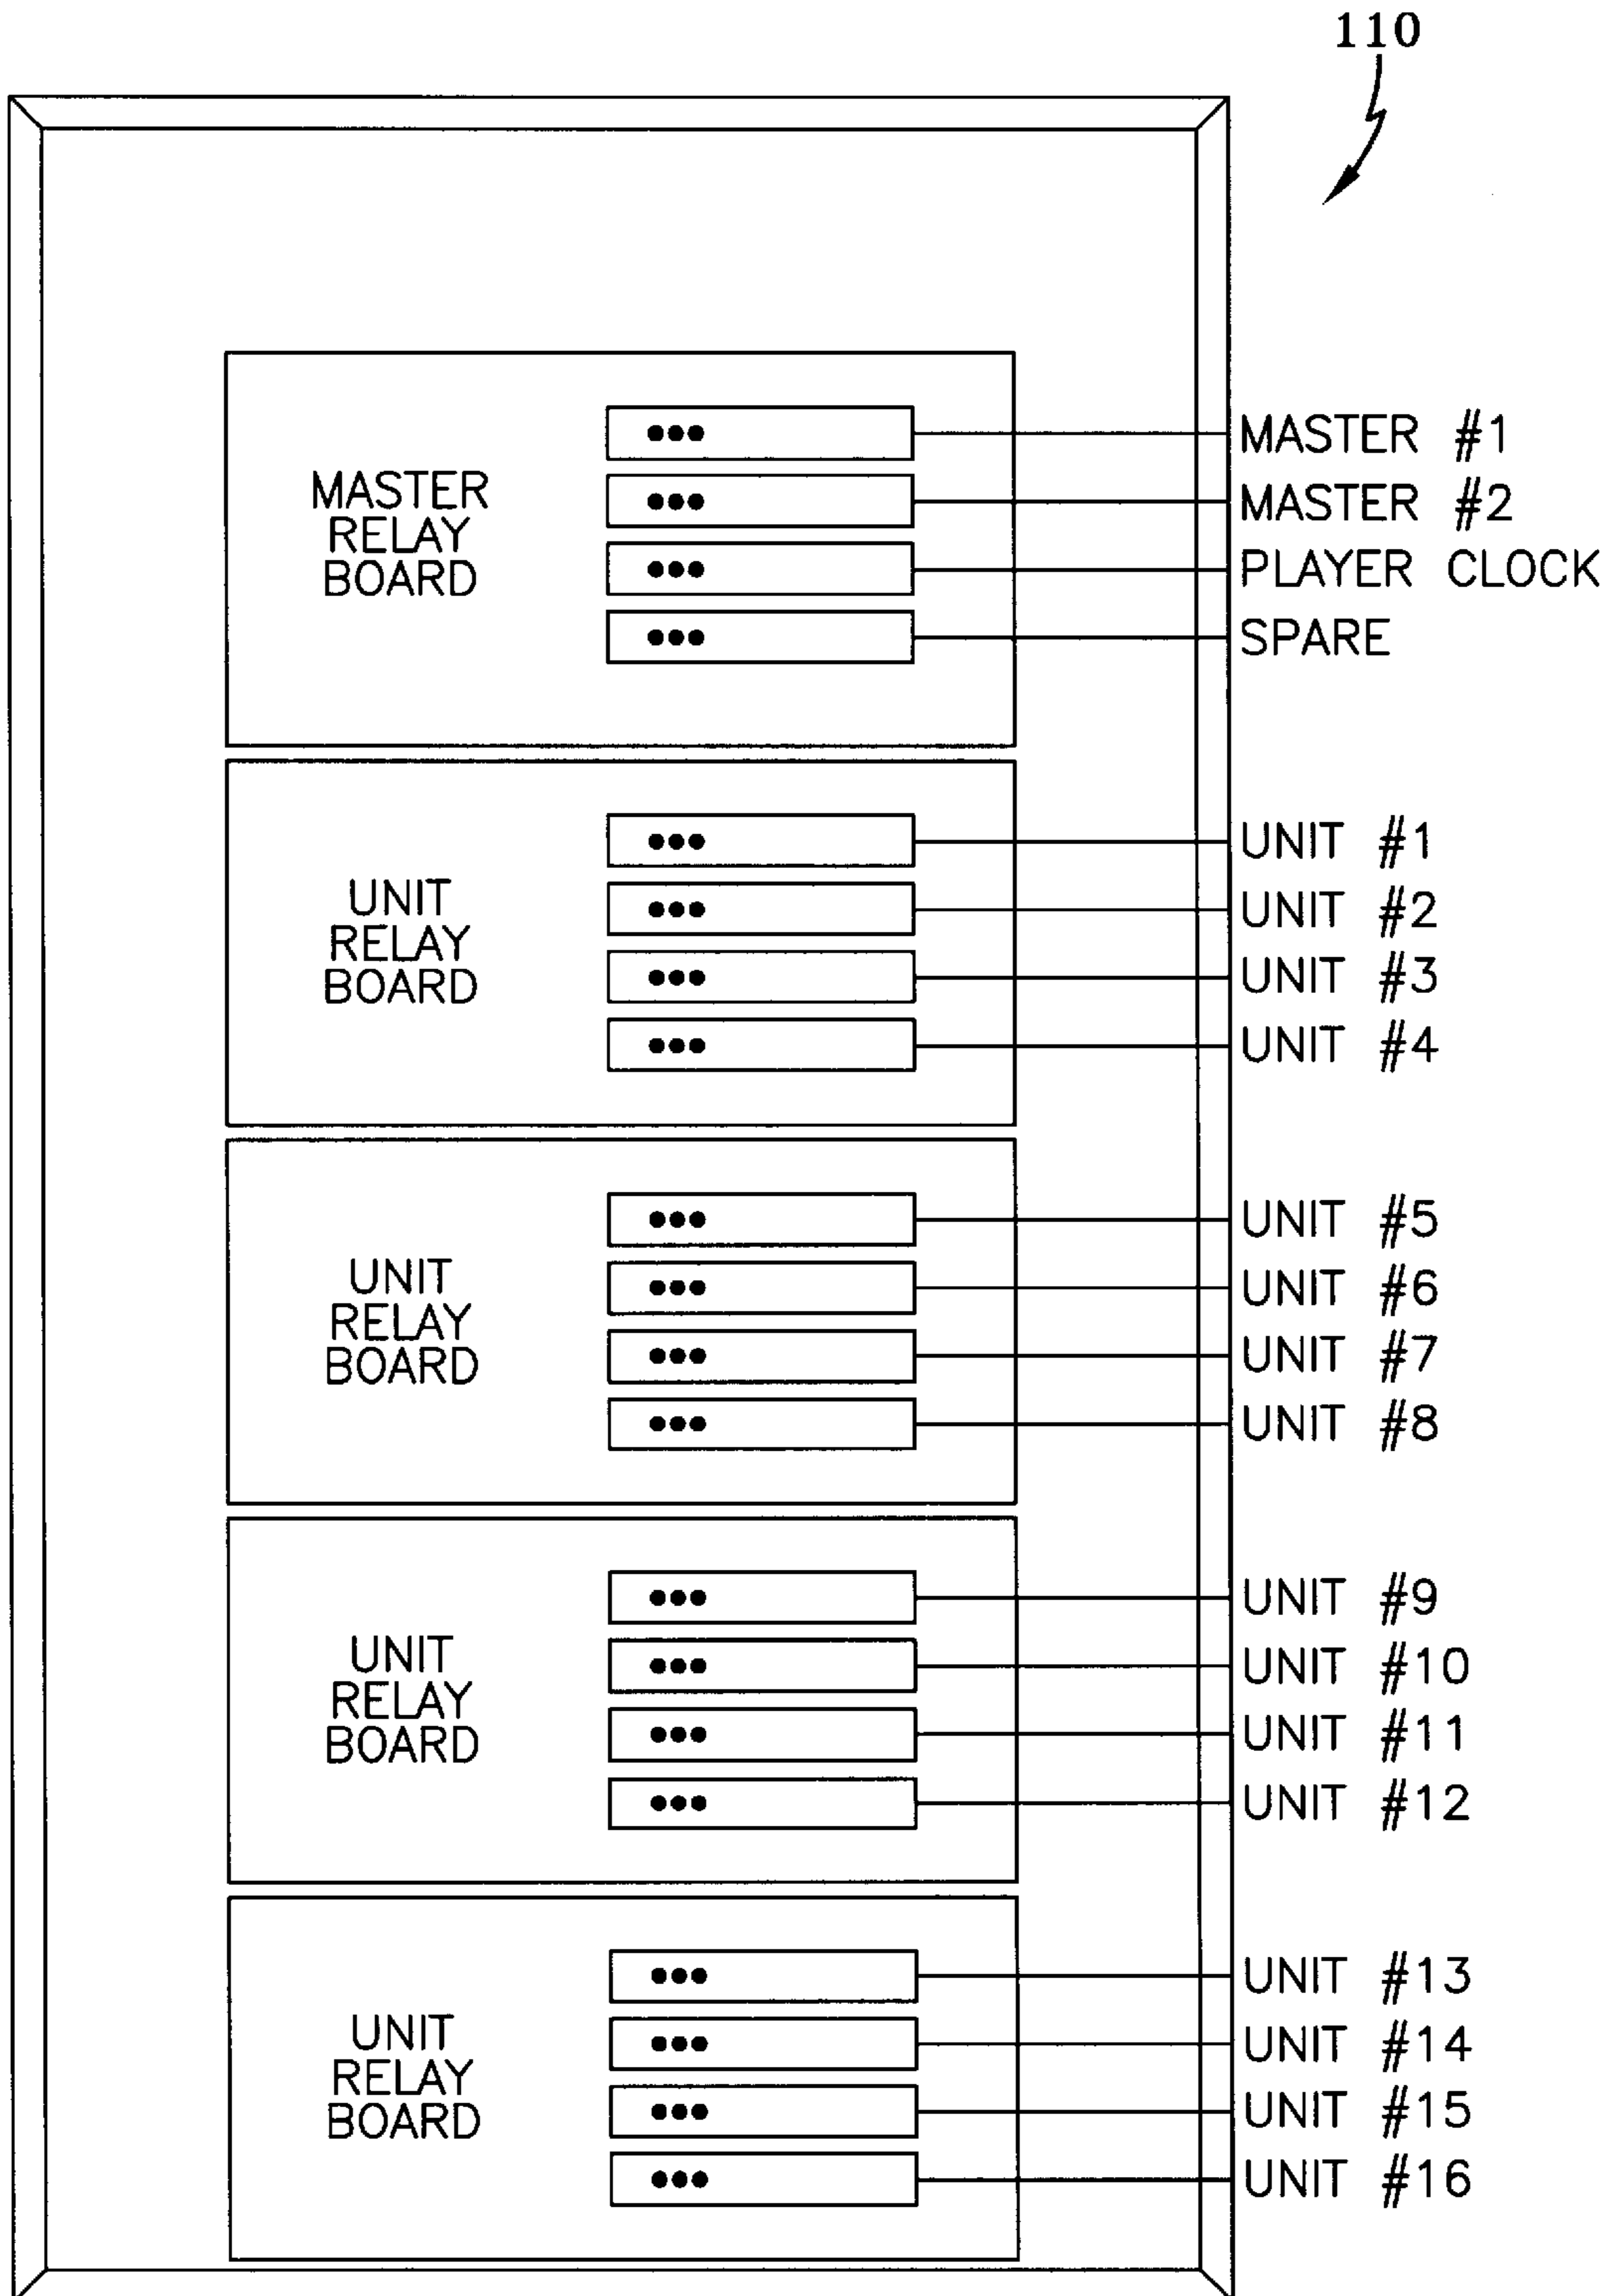 110
MASTER
RELAY
BOARD
MASTER #1
MASTER #2
PLAYER CLOCK
SPARE
UNIT
RELAY
BOARD
UNIT #1
UNIT #2
UNIT #3
UNIT #4
UNIT
RELAY
BOARD
UNIT #5
UNIT #6
UNIT #7
UNIT #8
UNIT
RELAY
BOARD
UNIT #9
UNIT #10
UNIT #11
UNIT #12
UNIT
RELAY
BOARD
UNIT #13
UNIT #14
UNIT #15
UNIT #16